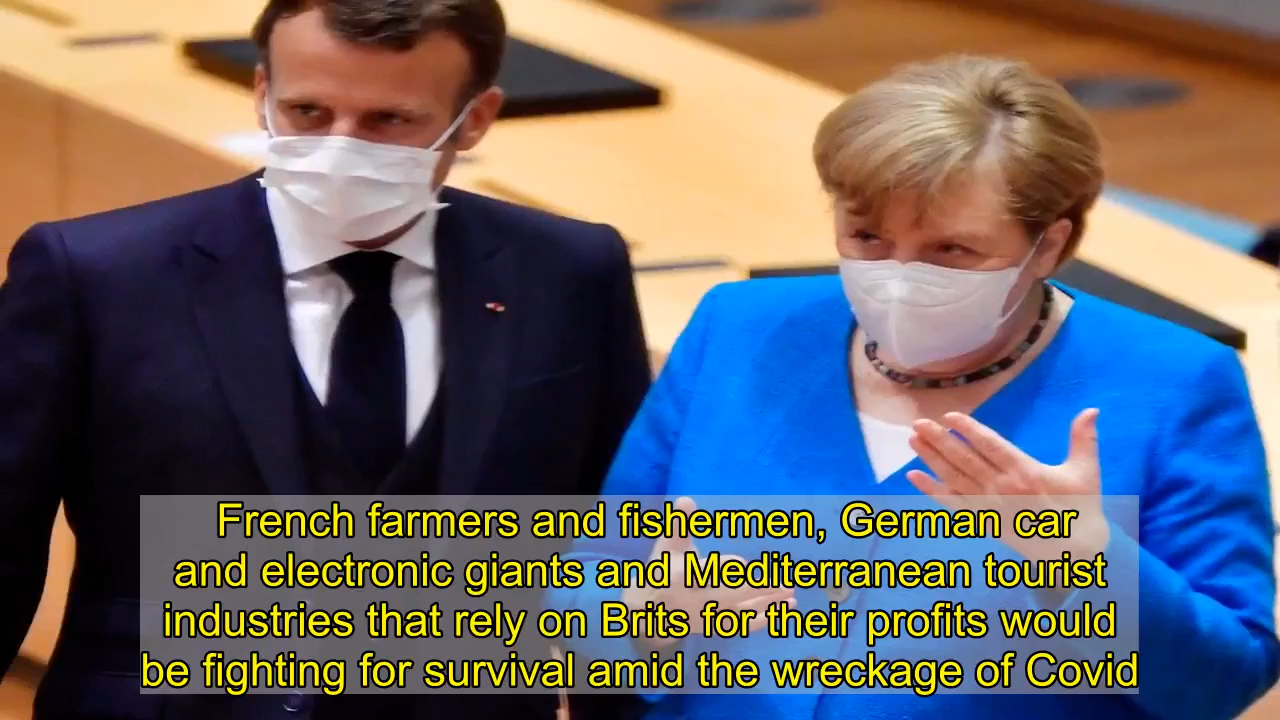 French farmers and fishermen, German car
and electronic giants and Mediterranean tourist
industries that rely on Brits for their profits would
be fighting for survival amid the wreckage of Covid